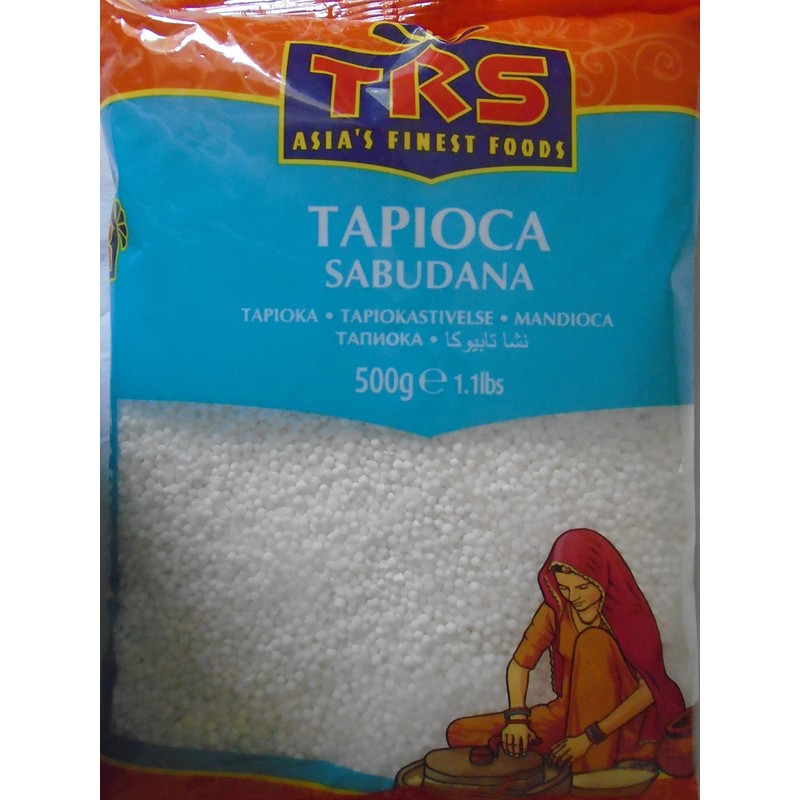 TRS
ASIA'S FINEST FOODS
TAPIOCA
SABUDANA
TAPIOKA • TAPIOKASTIVELSE • MANDIOCA
ТАПИОКА • نشا تابيوكا
500g ℮ 1.1lbs